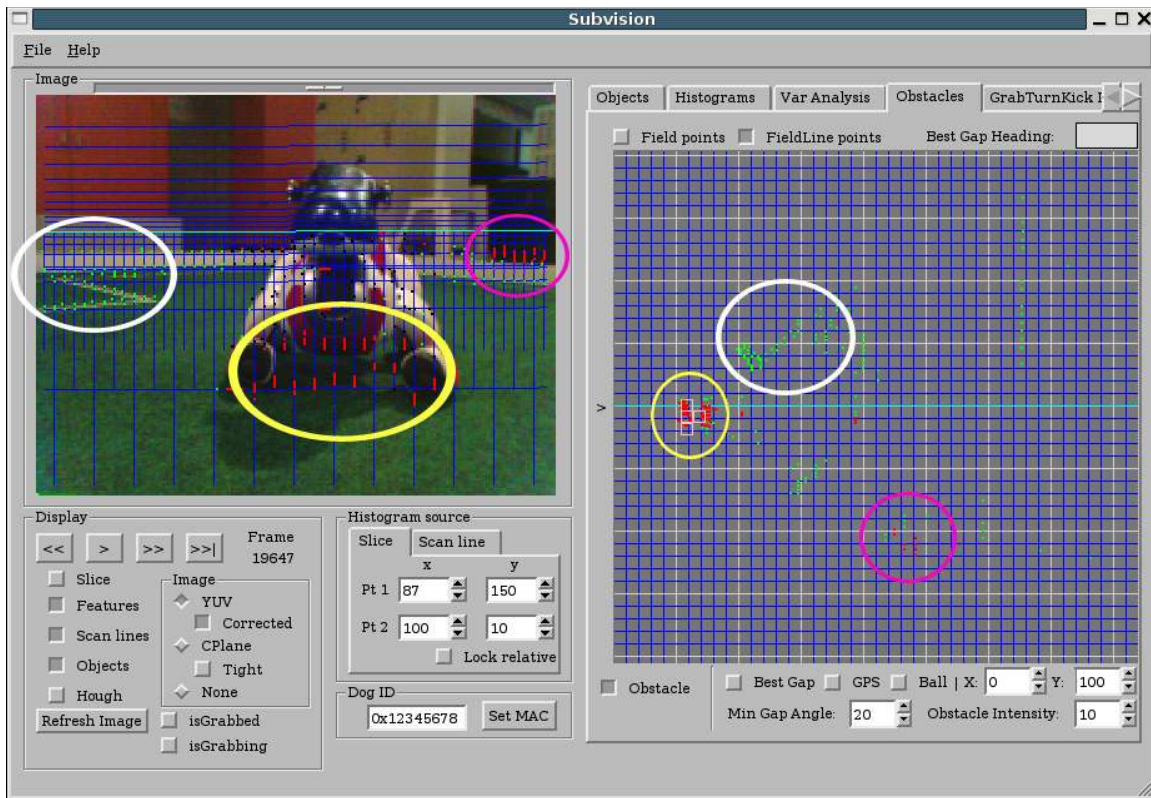 Subvision
File Help
Image
Objects Histograms Var Analysis Obstacles GrabTurnKick
Field points FieldLine points Best Gap Heading:
V
Display
<< > >> >>| Frame
19647
Slice
Features
Scan lines
Objects
Hough
Refresh Image
Image
YUV
Corrected
CPlane
Tight
None
isGrabbed
isGrabbing
Histogram source
Slice Scan line
x y
Pt 1 87 150
Pt 2 100 10
Lock relative
Dog ID
0x12345678 Set MAC
Obstacle Best Gap GPS Ball | X: 0 Y: 100
Min Gap Angle: 20 Obstacle Intensity: 10